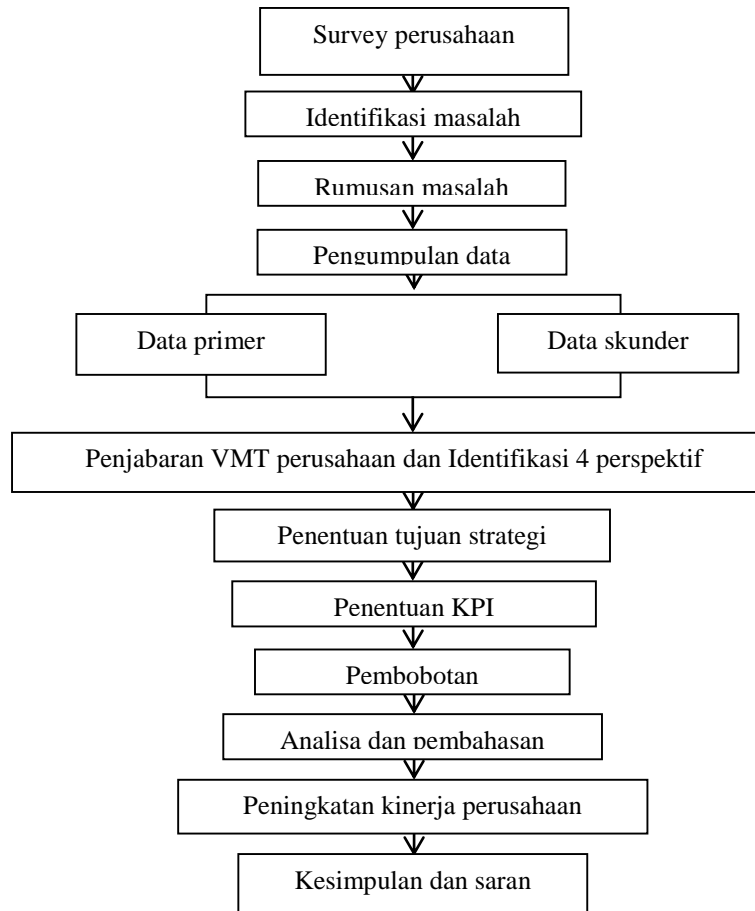 Survey perusahaan
Identifikasi masalah
Rumusan masalah
Pengumpulan data
Data primer
Data skunder
Penjabaran VMT perusahaan dan Identifikasi 4 perspektif
Penentuan tujuan strategi
Penentuan KPI
Pembobotan
Analisa dan pembahasan
Peningkatan kinerja perusahaan
Kesimpulan dan saran